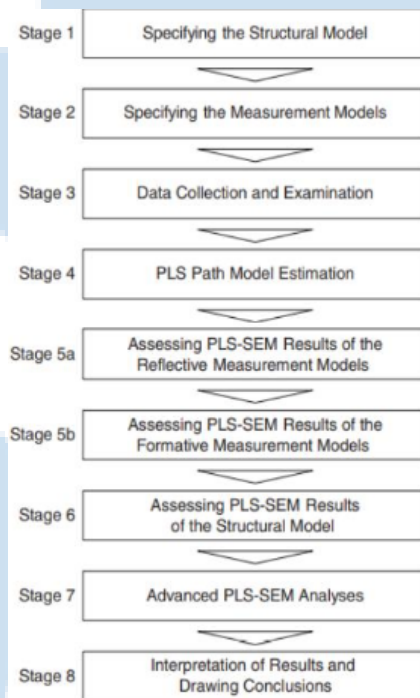 Stage 1 Specifying the Structural Model
Stage 2 Specifying the Measurement Models
Stage 3 Data Collection and Examination
Stage 4 PLS Path Model Estimation
Stage 5a Assessing PLS-SEM Results of the
Reflective Measurement Models
Stage 5b Assessing PLS-SEM Results of the
Formative Measurement Models
Stage 6 Assessing PLS-SEM Results
of the Structural Model
Stage 7 Advanced PLS-SEM Analyses
Stage 8 Interpretation of Results and
Drawing Conclusions